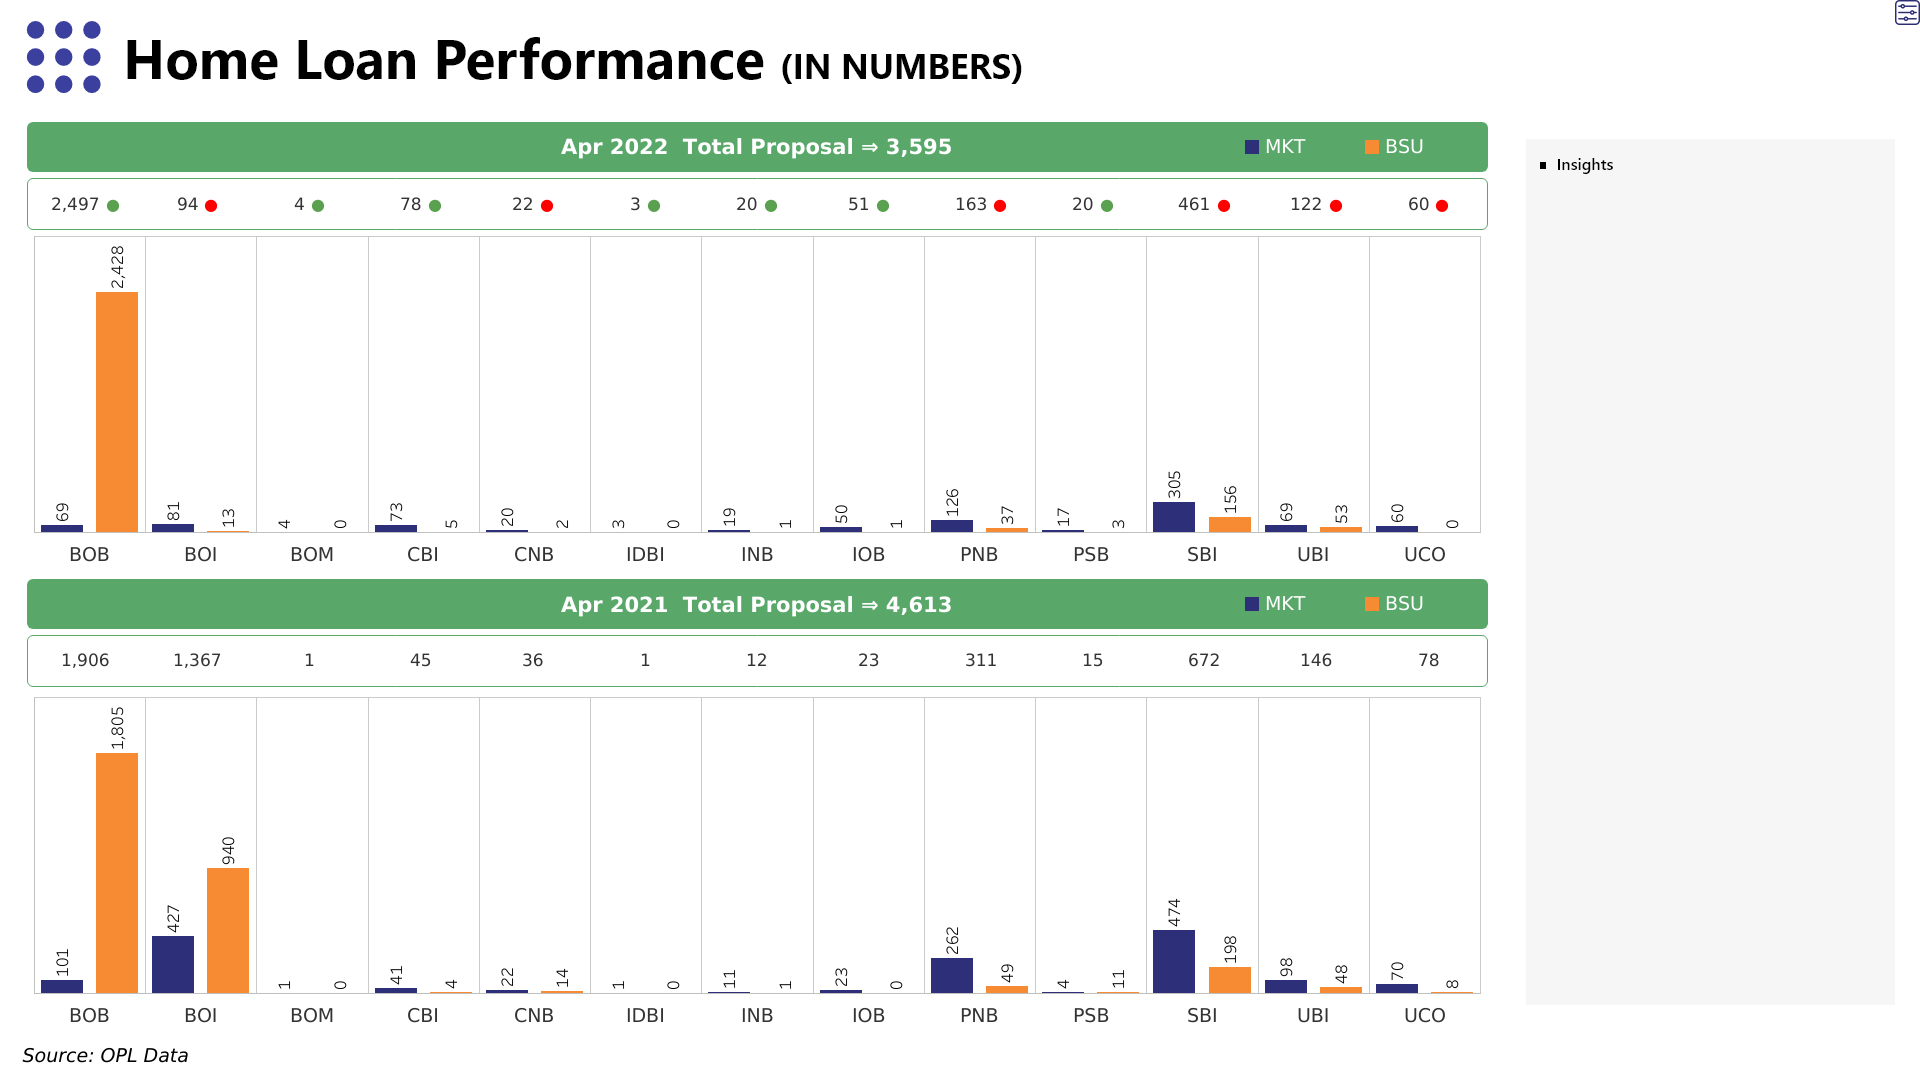 Home Loan Performance (IN NUMBERS)
Apr 2022 Total Proposal ⇒ 3,595 MKT BSU
2,497 94 4 78 22 3 20 51 163 20 461 122 60
69 2,428 81 13 4 0 73 5 20 2 3 0 19 1 50 1 126 37 17 3 305 156 69 53 60 0
BOB BOI BOM CBI CNB IDBI INB IOB PNB PSB SBI UBI UCO
Apr 2021 Total Proposal ⇒ 4,613 MKT BSU
1,906 1,367 1 45 36 1 12 23 311 15 672 146 78
101 1,805 427 940 1 0 41 4 22 14 1 0 11 1 23 0 262 49 4 11 474 198 98 48 70 8
BOB BOI BOM CBI CNB IDBI INB IOB PNB PSB SBI UBI UCO
Source: OPL Data
▪ Insights